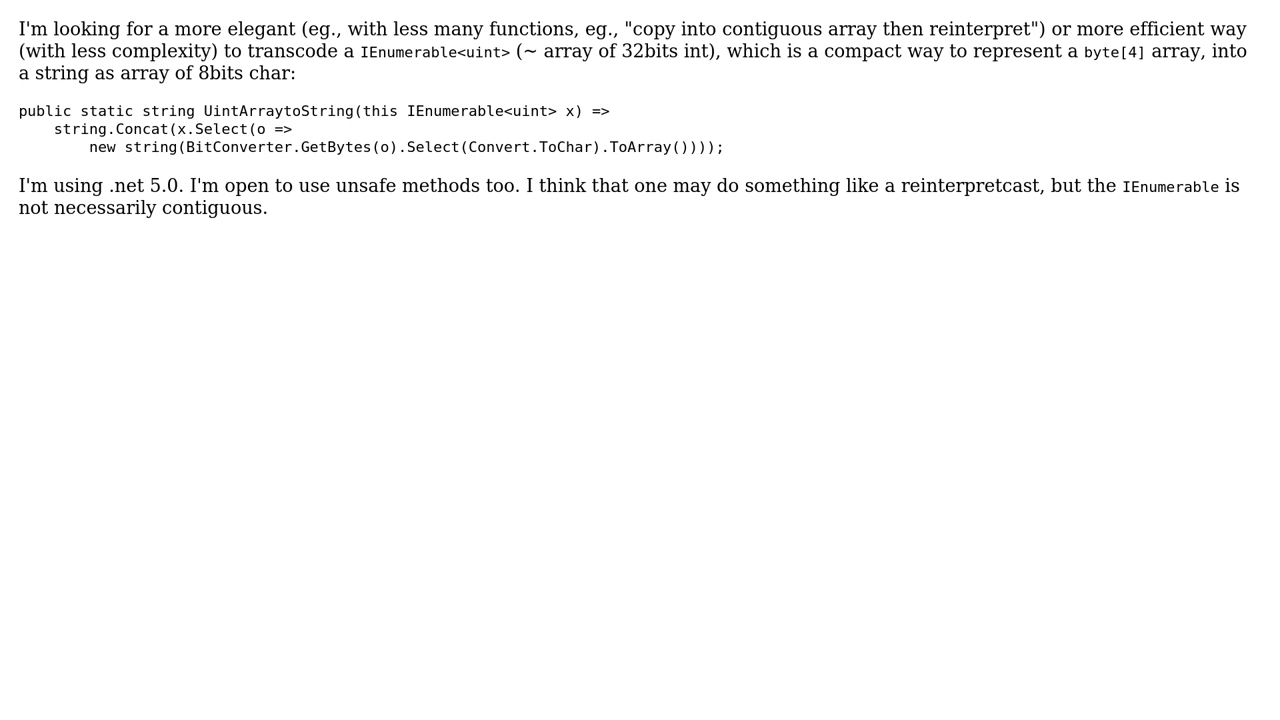 I'm looking for a more elegant (eg., with less many functions, eg., "copy into contiguous array then reinterpret") or more efficient way
(with less complexity) to transcode a IEnumerable<uint> (~ array of 32bits int), which is a compact way to represent a byte[4] array, into
a string as array of 8bits char:
public static string UintArraytoString(this IEnumerable<uint> x) =>
    string.Concat(x.Select(o =>
        new string(BitConverter.GetBytes(o).Select(Convert.ToChar).ToArray())));
I'm using .net 5.0. I'm open to use unsafe methods too. I think that one may do something like a reinterpretcast, but the IEnumerable is
not necessarily contiguous.